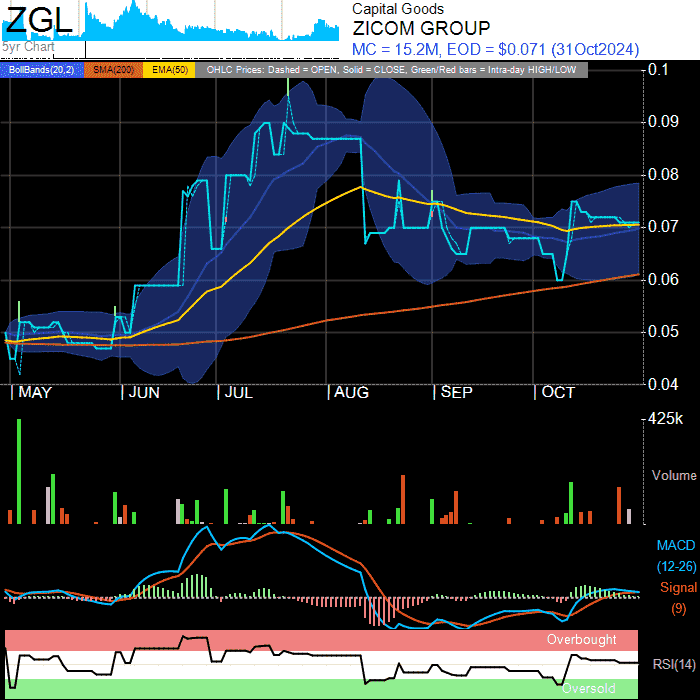 ZGL
5yr Chart
Capital Goods
ZICOM GROUP
MC = 15.2M, EOD = $0.071 (31Oct2024)
BollBands(20,2) SMA(200) EMA(50) OHLC Prices: Dashed = OPEN, Solid = CLOSE, Green/Red bars = Intra-day HIGH/LOW
0.1
0.09
0.08
0.07
0.06
0.05
0.04
MAY JUN JUL AUG SEP OCT
425k
Volume
MACD
(12-26)
Signal
(9)
Overbought
RSI(14)
Oversold